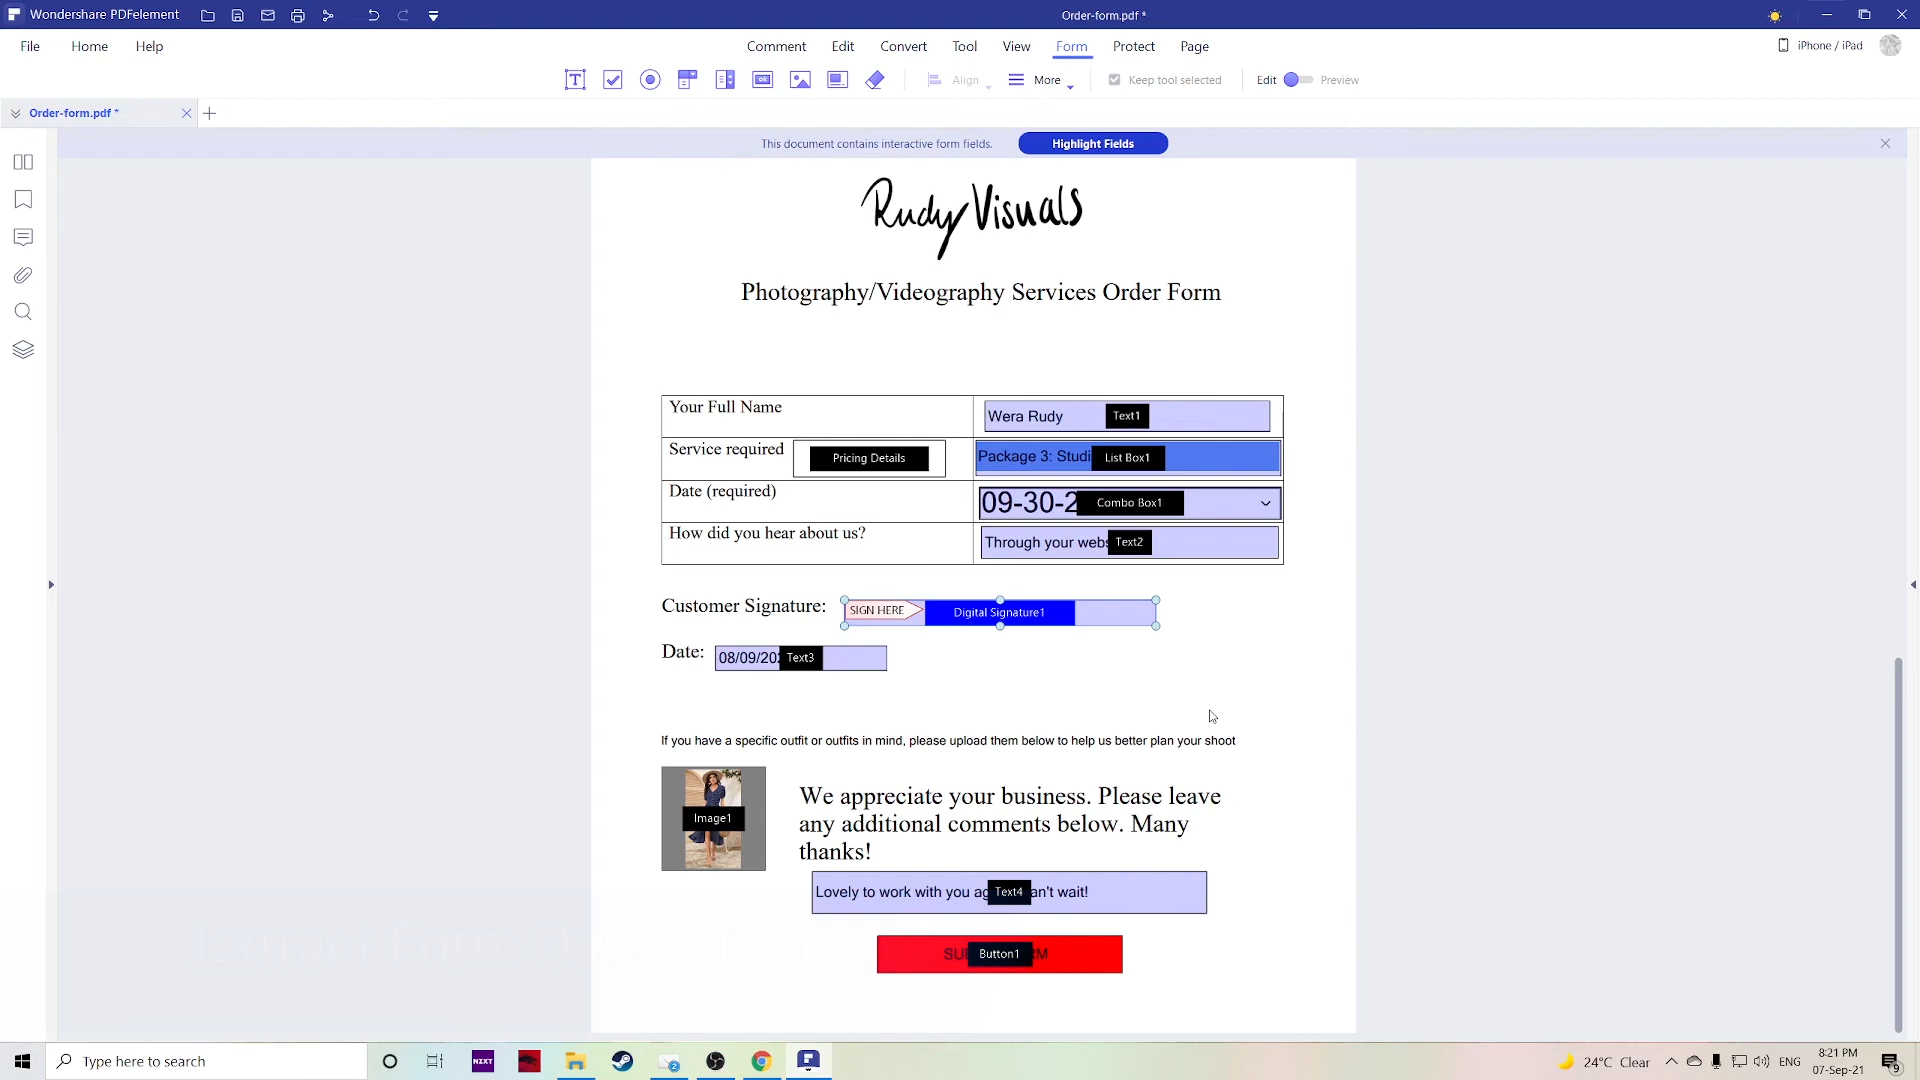 Wondershare PDFelement
Order-form.pdf *
File
Home
Help
Comment
Edit
Convert
Tool
View
Form
Protect
Page
iPhone / iPad
Align
More
Keep tool selected
Edit
Preview
Order-form.pdf *
This document contains interactive form fields.
Highlight Fields
Rudy Visuals
Photography/Videography Services Order Form
Your Full Name
Wera Rudy
Text1
Service required
Pricing Details
Package 3: Studi
List Box1
Date (required)
09-30-2
Combo Box1
How did you hear about us?
Through your webs
Text2
Customer Signature:
SIGN HERE
Digital Signature1
Date:
08/09/202
Text3
If you have a specific outfit or outfits in mind, please upload them below to help us better plan your shoot
Image1
We appreciate your business. Please leave
any additional comments below. Many
thanks!
Lovely to work with you ag
Text4
an't wait!
Button1
Type here to search
NZXT
2
24°C Clear
ENG
8:21 PM
07-Sep-21
9